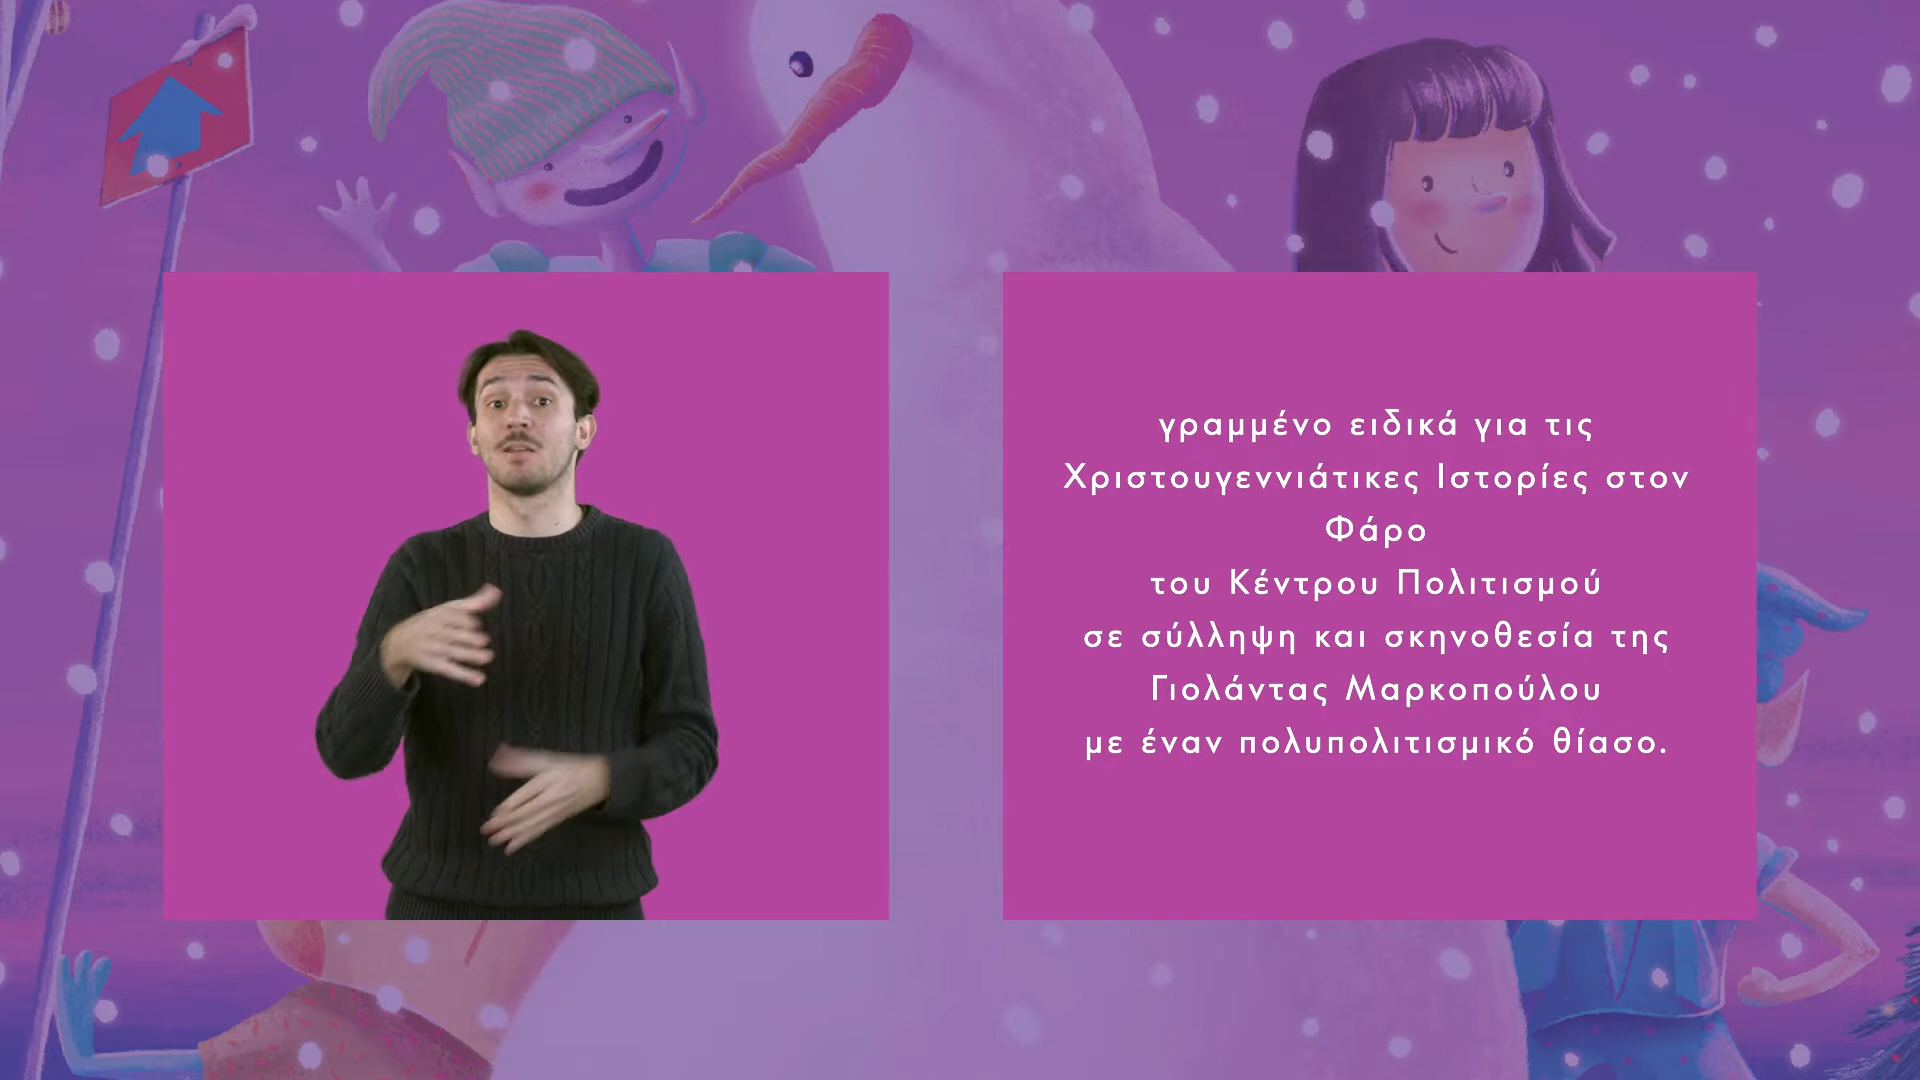 γραμμένο ειδικά για τις
Χριστουγεννιάτικες Ιστορίες στον
Φάρο
του Κέντρου Πολιτισμού
σε σύλληψη και σκηνοθεσία της
Γιολάντας Μαρκοπούλου
με έναν πολυπολιτισμικό θίασο.